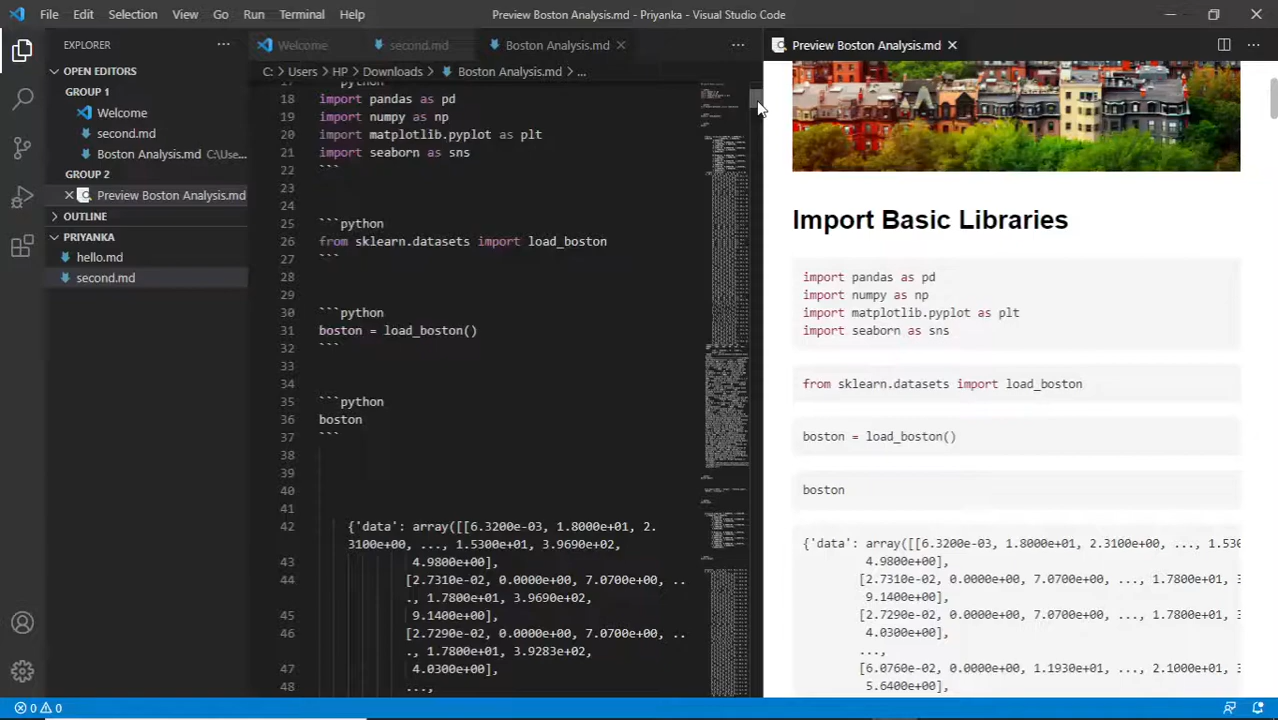 File Edit Selection View Go Run Terminal Help
Preview Boston Analysis.md - Priyanka - Visual Studio Code
EXPLORER
OPEN EDITORS
GROUP 1
Welcome
second.md
Boston Analysis.md C:\Use...
GROUP 2
Preview Boston Analysis.md
OUTLINE
PRIYANKA
hello.md
second.md
Welcome second.md Boston Analysis.md
C: > Users > HP > Downloads > Boston Analysis.md > ...
18 import pandas as pd
19 import numpy as np
20 import matplotlib.pyplot as plt
21 import seaborn as sns
22 ```
23
24
25 ```python
26 from sklearn.datasets import load_boston
27 ```
28
29
30 ```python
31 boston = load_boston()
32 ```
33
34
35 ```python
36 boston
37 ```
38
39
40
41
42 {'data': array([[6.3200e-03, 1.8000e+01, 2.
3100e+00, ..., 1.5300e+01, 3.9690e+02,
43 4.9800e+00],
44 [2.7310e-02, 0.0000e+00, 7.0700e+00, ..
., 1.7800e+01, 3.9690e+02,
45 9.1400e+00],
46 [2.7290e-02, 0.0000e+00, 7.0700e+00, ..
., 1.7800e+01, 3.9283e+02,
47 4.0300e+00],
48 ...,
Preview Boston Analysis.md
Import Basic Libraries
import pandas as pd
import numpy as np
import matplotlib.pyplot as plt
import seaborn as sns
from sklearn.datasets import load_boston
boston = load_boston()
boston
{'data': array([[6.3200e-03, 1.8000e+01, 2.3100e+00, ..., 1.530
4.9800e+00],
[2.7310e-02, 0.0000e+00, 7.0700e+00, ..., 1.7800e+01, 3
9.1400e+00],
[2.7290e-02, 0.0000e+00, 7.0700e+00, ..., 1.7800e+01, 3
4.0300e+00],
...,
[6.0760e-02, 0.0000e+00, 1.1930e+01, ..., 2.1000e+01, 3
5.6400e+00],
0 0